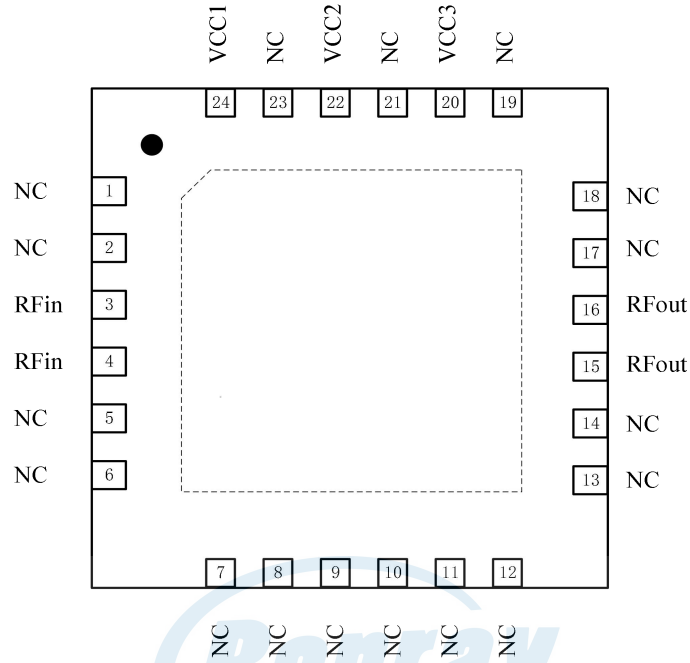 VCC1 NC VCC2 NC VCC3 NC
24 23 22 21 20 19
NC 1 18 NC
NC 2 17 NC
RFin 3 16 RFout
RFin 4 15 RFout
NC 5 14 NC
NC 6 13 NC
7 8 9 10 11 12
NC NC NC NC NC NC